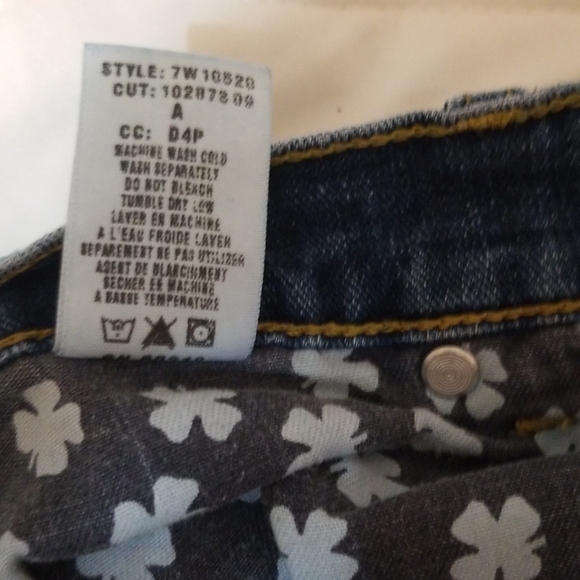 STYLE: 7W10520
CUT: 10287809
A
CC: D4P
MACHINE WASH COLD
WASH SEPARATELY
DO NOT BLEACH
TUMBLE DRY LOW
LAVER EN MACHINE
A L'EAU FROIDE LAVER
SEPAREMENT NE PAS UTILIZER
AGENT DE BLANCHIMENT
SECHER EN MACHINE
A BASSE TEMPERATURE